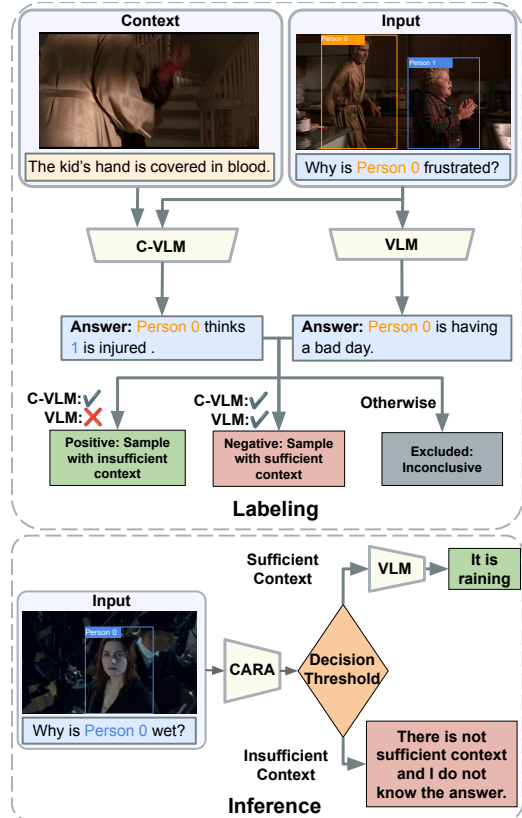 Context
Input
Person 0
Person 1
The kid's hand is covered in blood.
Why is Person 0 frustrated?
C-VLM
VLM
Answer: Person 0 thinks
1 is injured .
Answer: Person 0 is having
a bad day.
C-VLM:✔
VLM:❌
C-VLM:✔
VLM:✔
Otherwise
Positive: Sample
with insufficient
context
Negative: Sample
with sufficient
context
Excluded:
Inconclusive
Labeling
Sufficient
Context
VLM
It is
raining
Input
Person 0
Why is Person 0 wet?
CARA
Decision
Threshold
Insufficient
Context
There is not
sufficient context
and I do not
know the answer.
Inference